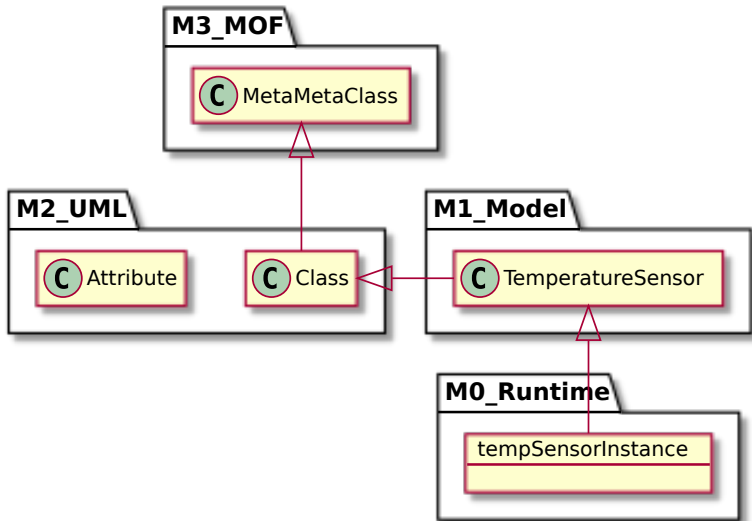 M3_MOF
C MetaMetaClass
M2_UML
C Attribute
C Class
M1_Model
C TemperatureSensor
M0_Runtime
tempSensorInstance